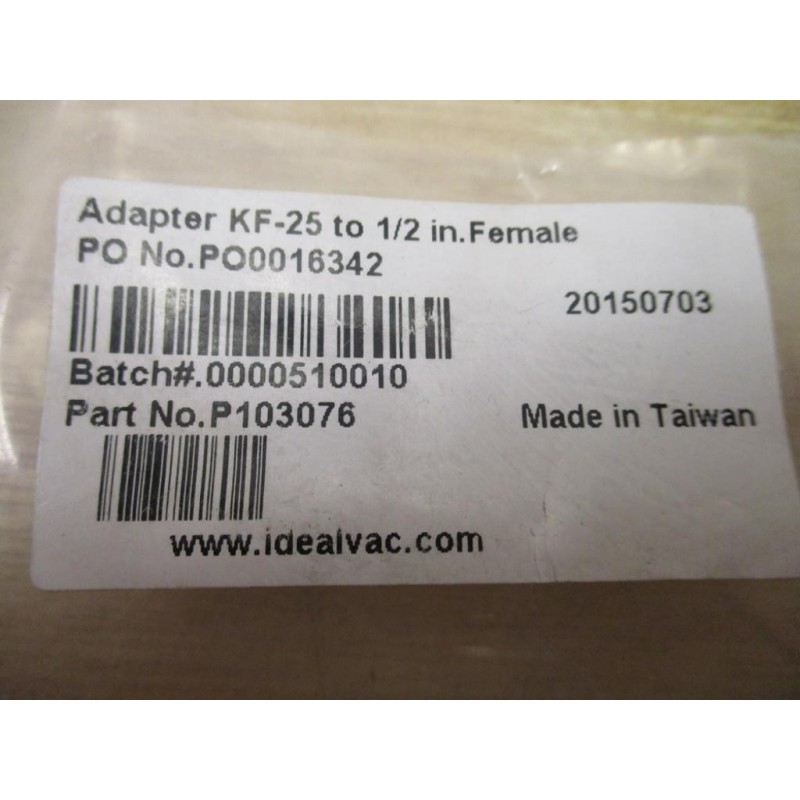 Adapter KF-25 to 1/2 in.Female
PO No.PO0016342
20150703
Batch#.0000510010
Part No.P103076
Made in Taiwan
www.idealvac.com